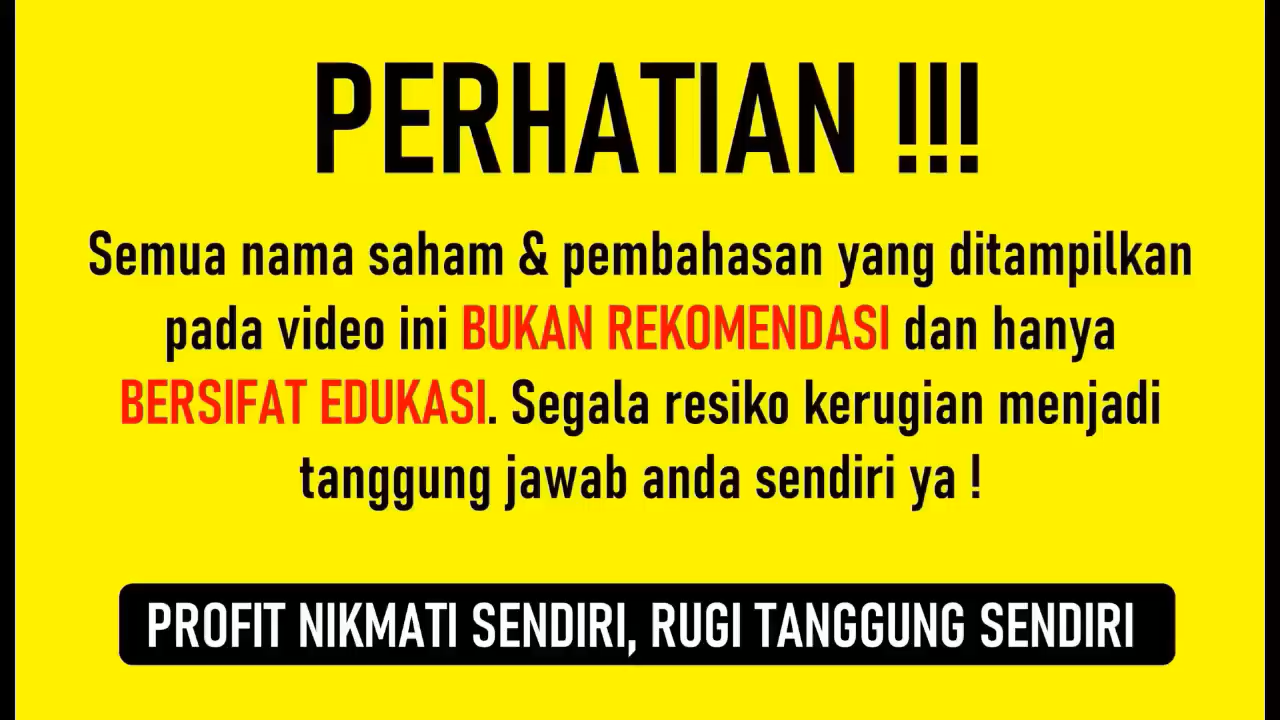 PERHATIAN !!!
Semua nama saham & pembahasan yang ditampilkan
pada video ini BUKAN REKOMENDASI dan hanya
BERSIFAT EDUKASI. Segala resiko kerugian menjadi
tanggung jawab anda sendiri ya !
PROFIT NIKMATI SENDIRI, RUGI TANGGUNG SENDIRI